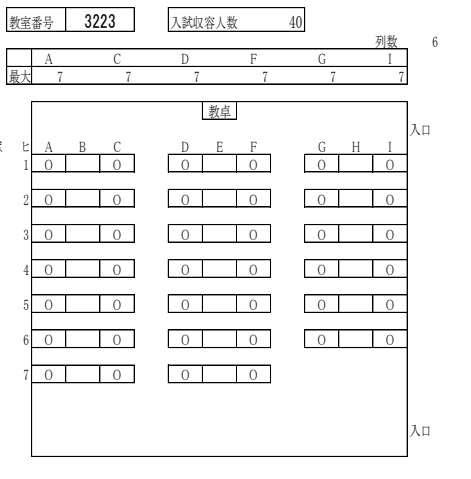 教室番号 3223 入試収容人数 40
列数 6
A C D F G I
最大 7 7 7 7 7 7
教卓
入口
A B C D E F G H I
1 O O O O O O
2 O O O O O O
3 O O O O O O
4 O O O O O O
5 O O O O O O
6 O O O O O O
7 O O O O
入口